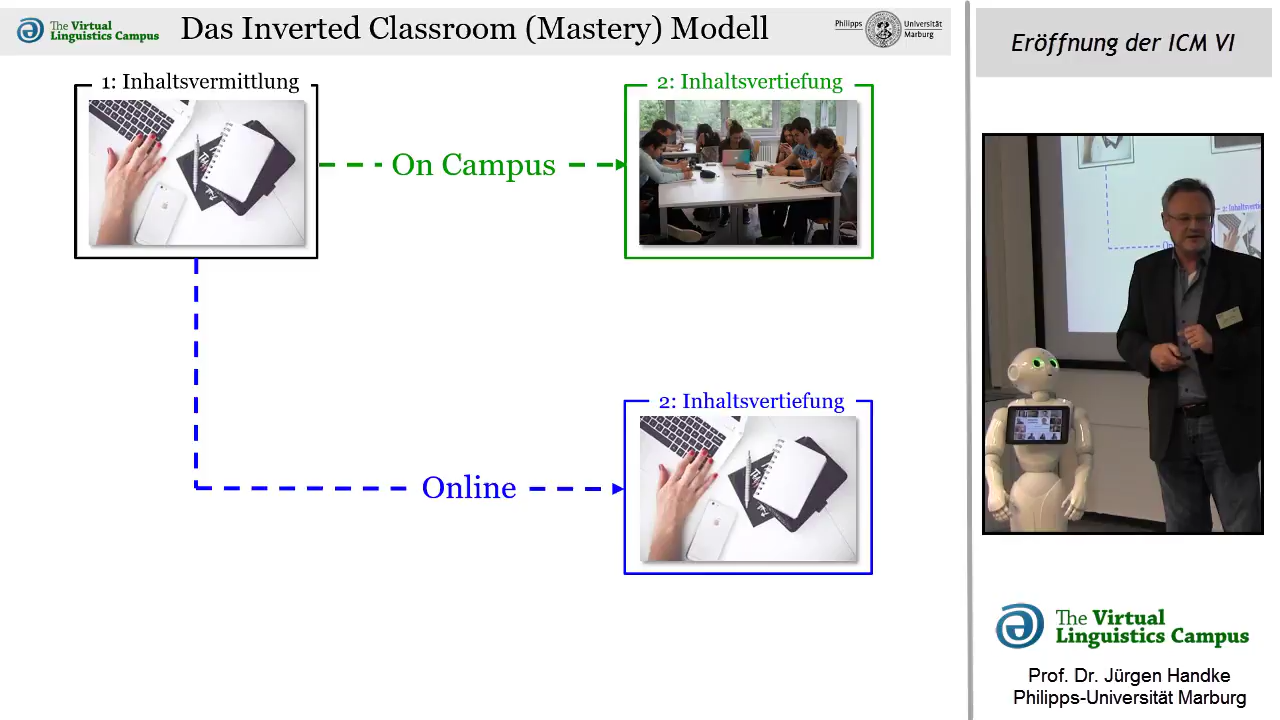 The Virtual
Linguistics Campus
Das Inverted Classroom (Mastery) Modell
Philipps Universität
Marburg
Eröffnung der ICM VI
1: Inhaltsvermittlung
2: Inhaltsvertiefung
On Campus
2: Inhaltsvertiefung
Online
The Virtual
Linguistics Campus
Prof. Dr. Jürgen Handke
Philipps-Universität Marburg